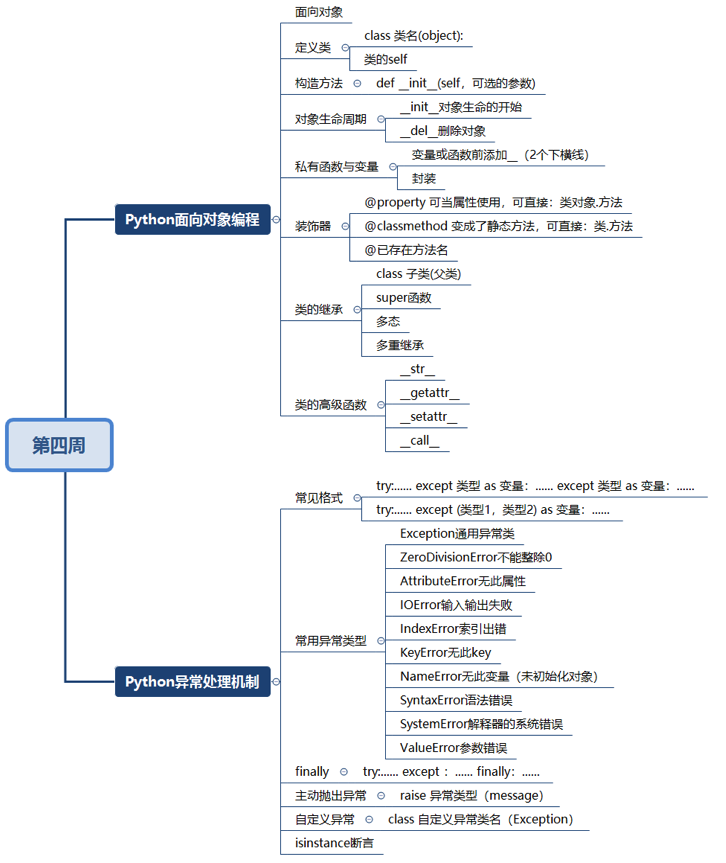 第四周
Python面向对象编程
面向对象
定义类
class 类名(object):
类的self
构造方法
def __init__(self，可选的参数)
对象生命周期
__init__对象生命的开始
__del__删除对象
私有函数与变量
变量或函数前添加__（2个下横线）
封装
装饰器
@property 可当属性使用，可直接：类对象.方法
@classmethod 变成了静态方法，可直接：类.方法
@已存在方法名
类的继承
class 子类(父类)
super函数
多态
多重继承
类的高级函数
__str__
__getattr__
__setattr__
__call__
Python异常处理机制
常见格式
try:...... except 类型 as 变量：...... except 类型 as 变量：......
try:...... except (类型1，类型2) as 变量：......
常用异常类型
Exception通用异常类
ZeroDivisionError不能整除0
AttributeError无此属性
IOError输入输出失败
IndexError索引出错
KeyError无此key
NameError无此变量（未初始化对象）
SyntaxError语法错误
SystemError解释器的系统错误
ValueError参数错误
finally
try:...... except ：...... finally：......
主动抛出异常
raise 异常类型（message）
自定义异常
class 自定义异常类名（Exception）
isinstance断言